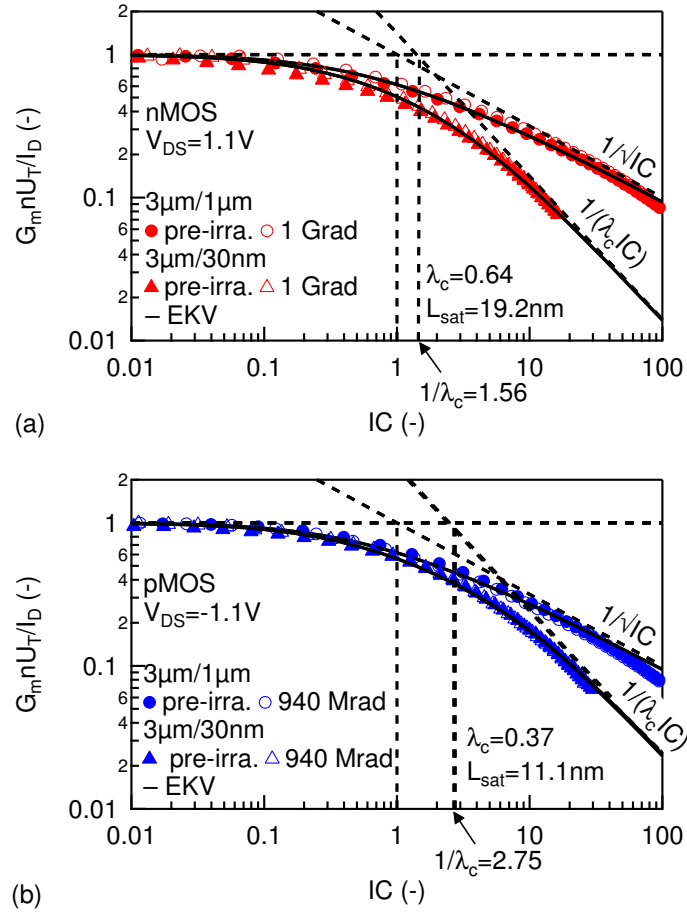 2
1
8
6
4
2
0.1
8
6
4
2
0.01
0.01
0.1
1
10
100
G_m nU_T/I_D (-)
IC (-)
nMOS
V_DS=1.1V
3µm/1µm
pre-irra. 1 Grad
3µm/30nm
pre-irra. 1 Grad
– EKV
1/√IC
1/(λ_c IC)
λ_c=0.64
L_sat=19.2nm
1/λ_c=1.56
(a)
2
1
8
6
4
2
0.1
8
6
4
2
0.01
0.01
0.1
1
10
100
G_m nU_T/I_D (-)
IC (-)
pMOS
V_DS=-1.1V
3µm/1µm
pre-irra. 940 Mrad
3µm/30nm
pre-irra. 940 Mrad
– EKV
1/√IC
1/(λ_c IC)
λ_c=0.37
L_sat=11.1nm
1/λ_c=2.75
(b)